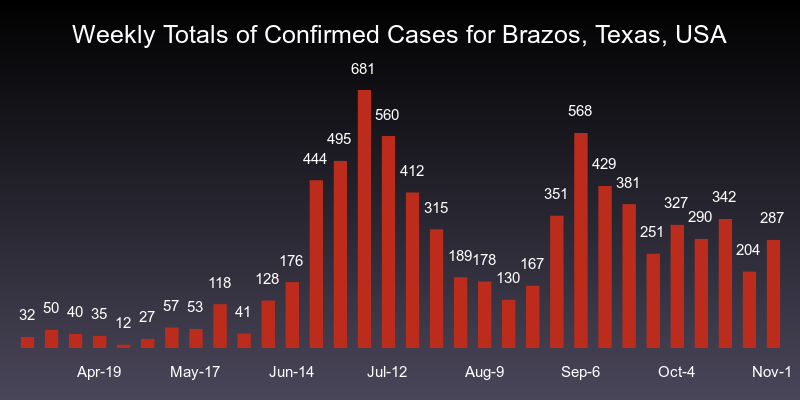 Weekly Totals of Confirmed Cases for Brazos, Texas, USA
32 50 40 35 12 27 57 53 118 41 128 176 444 495 681 560 412 315 189 178 130 167 351 568 429 381 251 327 290 342 204 287
Apr-19 May-17 Jun-14 Jul-12 Aug-9 Sep-6 Oct-4 Nov-1